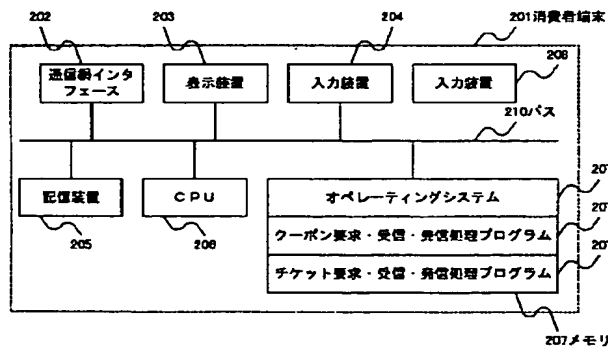 202
203
204
201消費者端末
通信網インタ
フェース
表示装置
入力装置
入力装置
208
210バス
記憶装置
CPU
オペレーティングシステム
クーポン要求・受信・発信処理プログラム
チケット要求・受信・発信処理プログラム
205
206
207
207
207
207メモリ